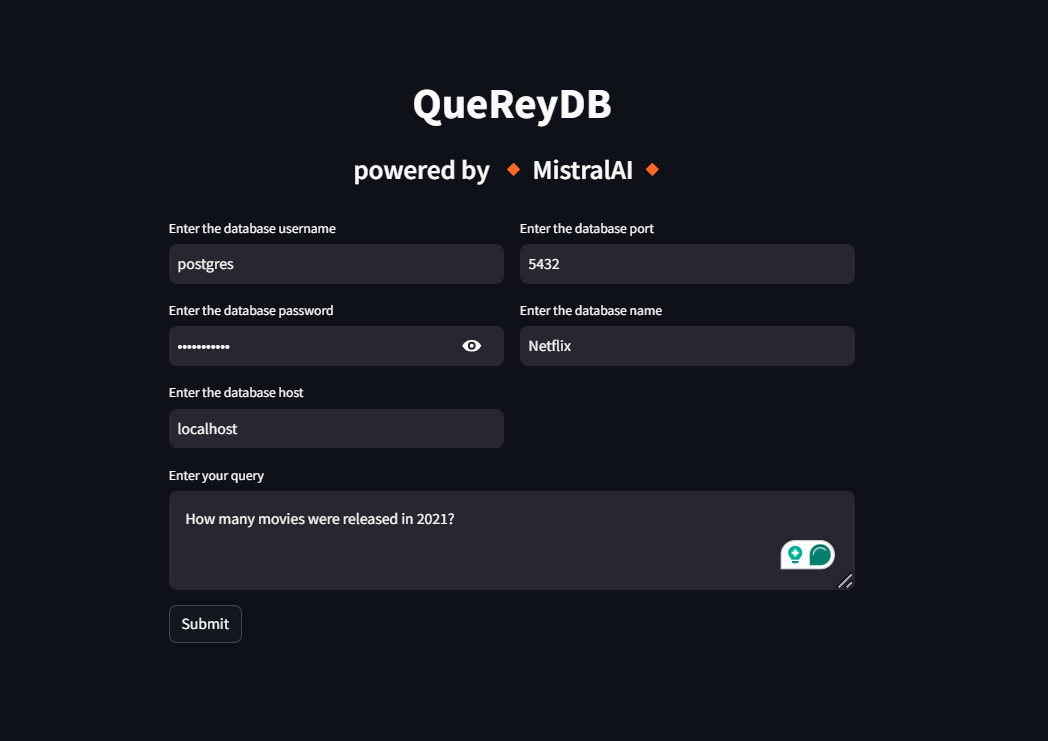 QueReyDB
powered by 🔸 MistralAI 🔸
Enter the database username
postgres
Enter the database port
5432
Enter the database password
•••••••••••
Enter the database name
Netflix
Enter the database host
localhost
Enter your query
How many movies were released in 2021?
Submit